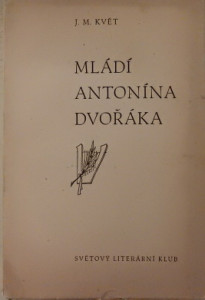 J. M. KVĚT
MLÁDÍ
ANTONÍNA
DVOŘÁKA
SVĚTOVÝ LITERÁRNÍ KLUB